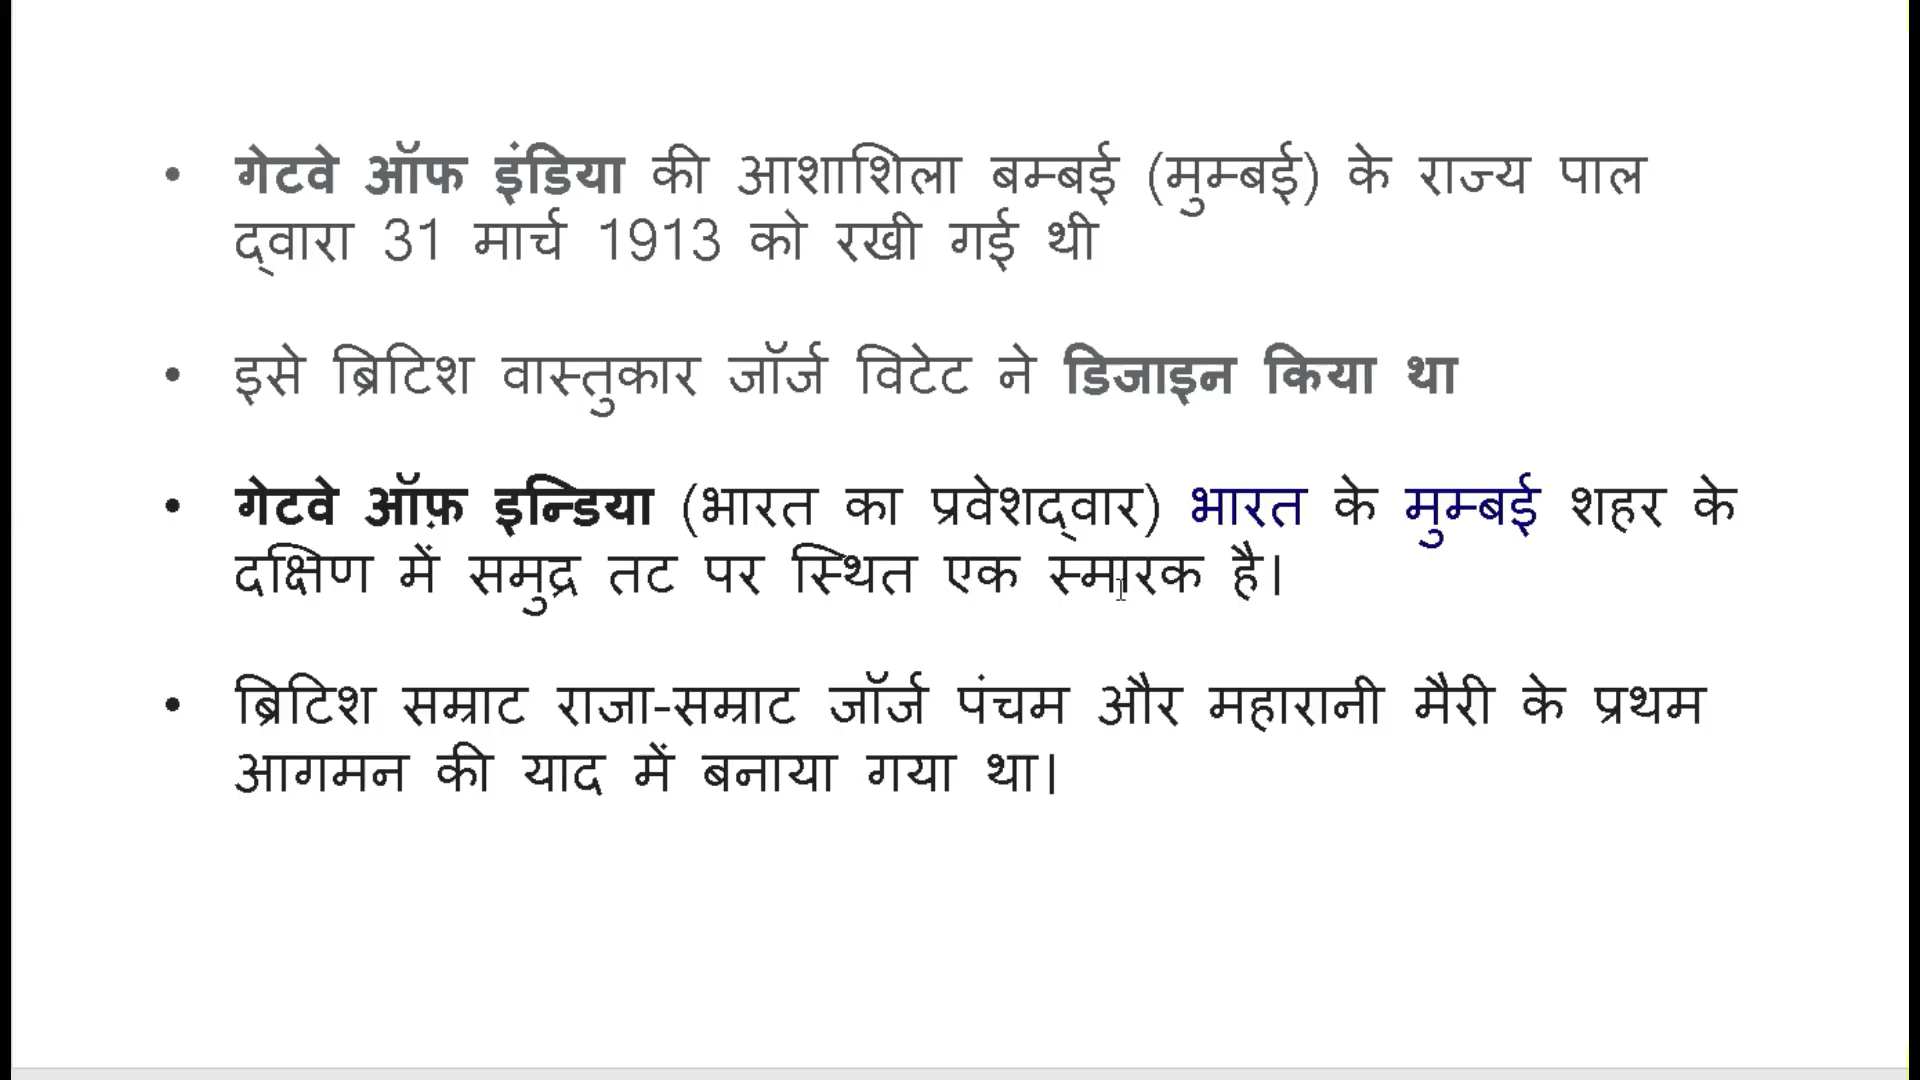 • गेटवे ऑफ इंडिया की आशाशिला बम्बई (मुम्बई) के राज्य पाल
द्वारा 31 मार्च 1913 को रखी गई थी
• इसे ब्रिटिश वास्तुकार जॉर्ज विटेट ने डिजाइन किया था
• गेटवे ऑफ़ इन्डिया (भारत का प्रवेशद्वार) भारत के मुम्बई शहर के
दक्षिण में समुद्र तट पर स्थित एक स्मारक है।
• ब्रिटिश सम्राट राजा-सम्राट जॉर्ज पंचम और महारानी मैरी के प्रथम
आगमन की याद में बनाया गया था।